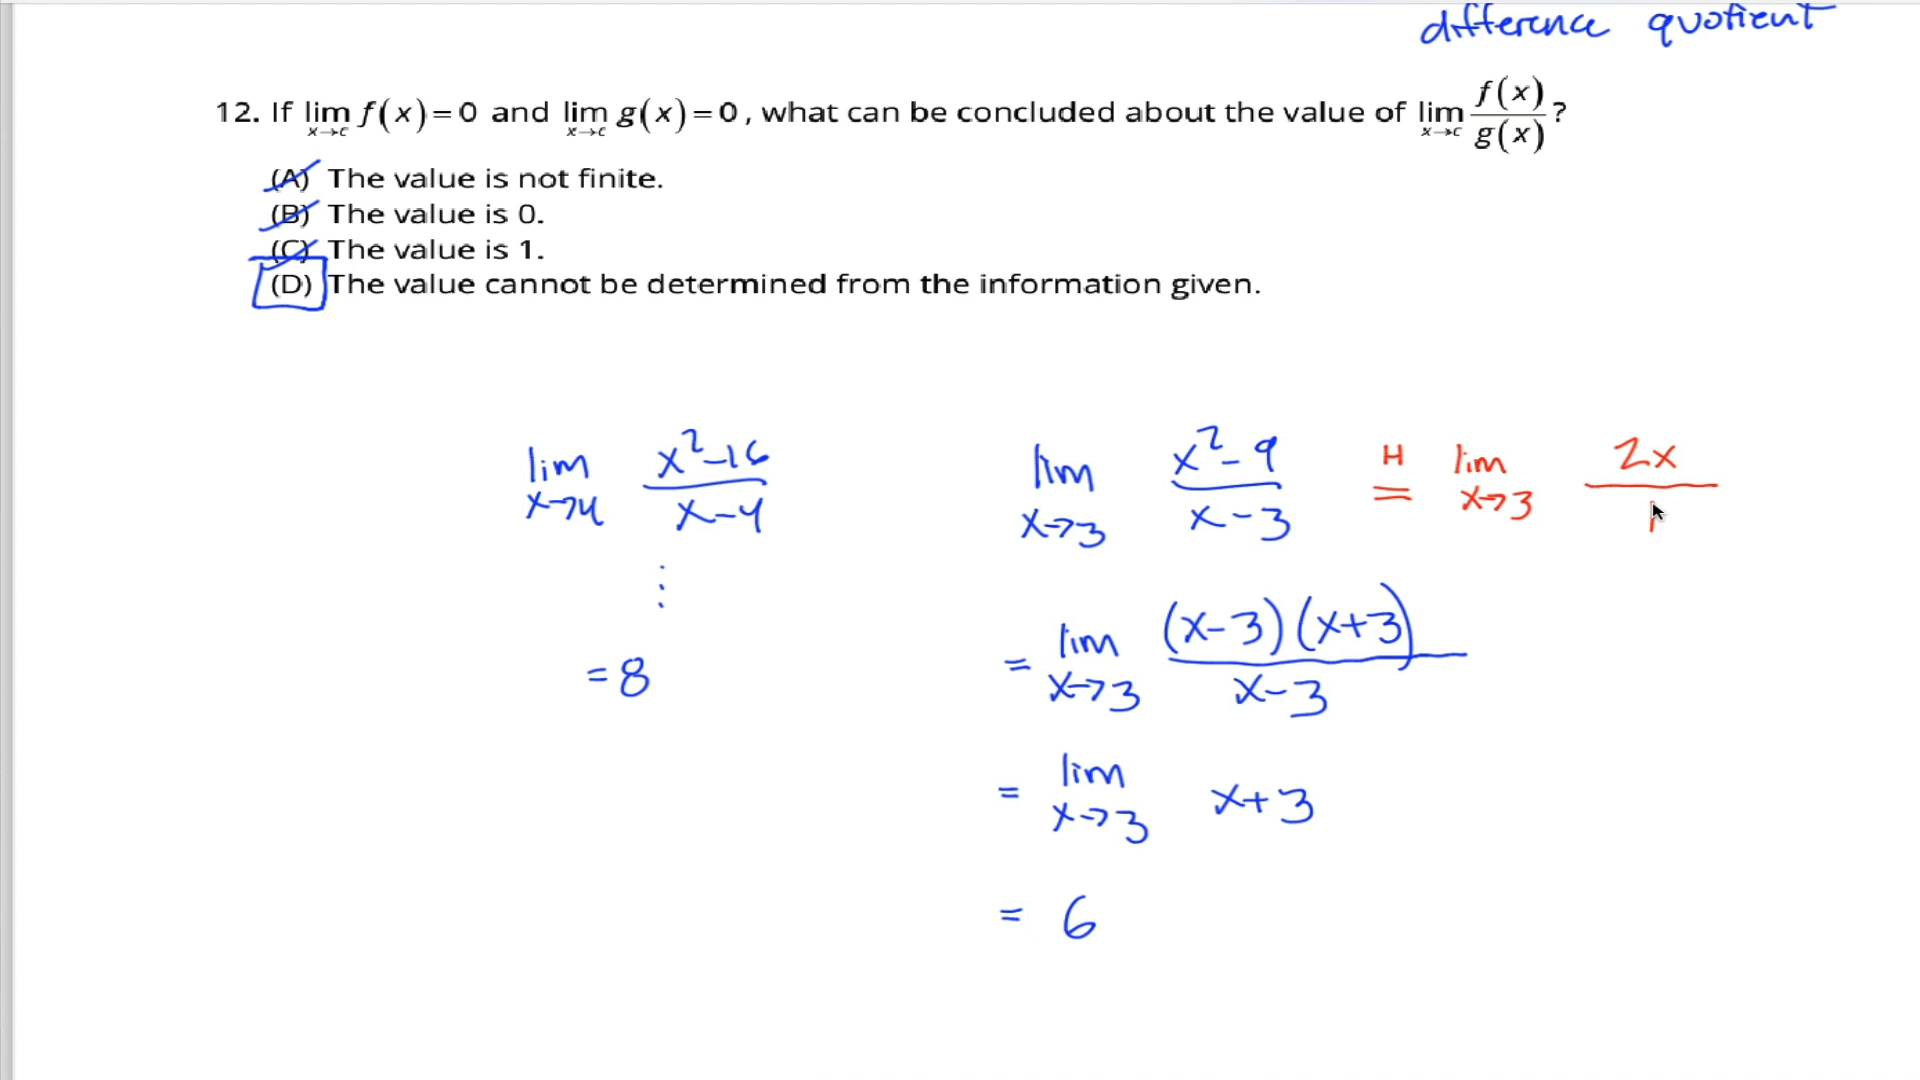 difference quotient
12. If lim x→c f(x)=0 and lim x→c g(x)=0, what can be concluded about the value of lim x→c f(x)/g(x)?
(A) The value is not finite.
(B) The value is 0.
(C) The value is 1.
(D) The value cannot be determined from the information given.
lim x→4 x²-16 / x-4
⋮
= 8
lim x→3 x²-9 / x-3 H= lim x→3 2x / 1
= lim x→3 (x-3)(x+3) / x-3
= lim x→3 x+3
= 6